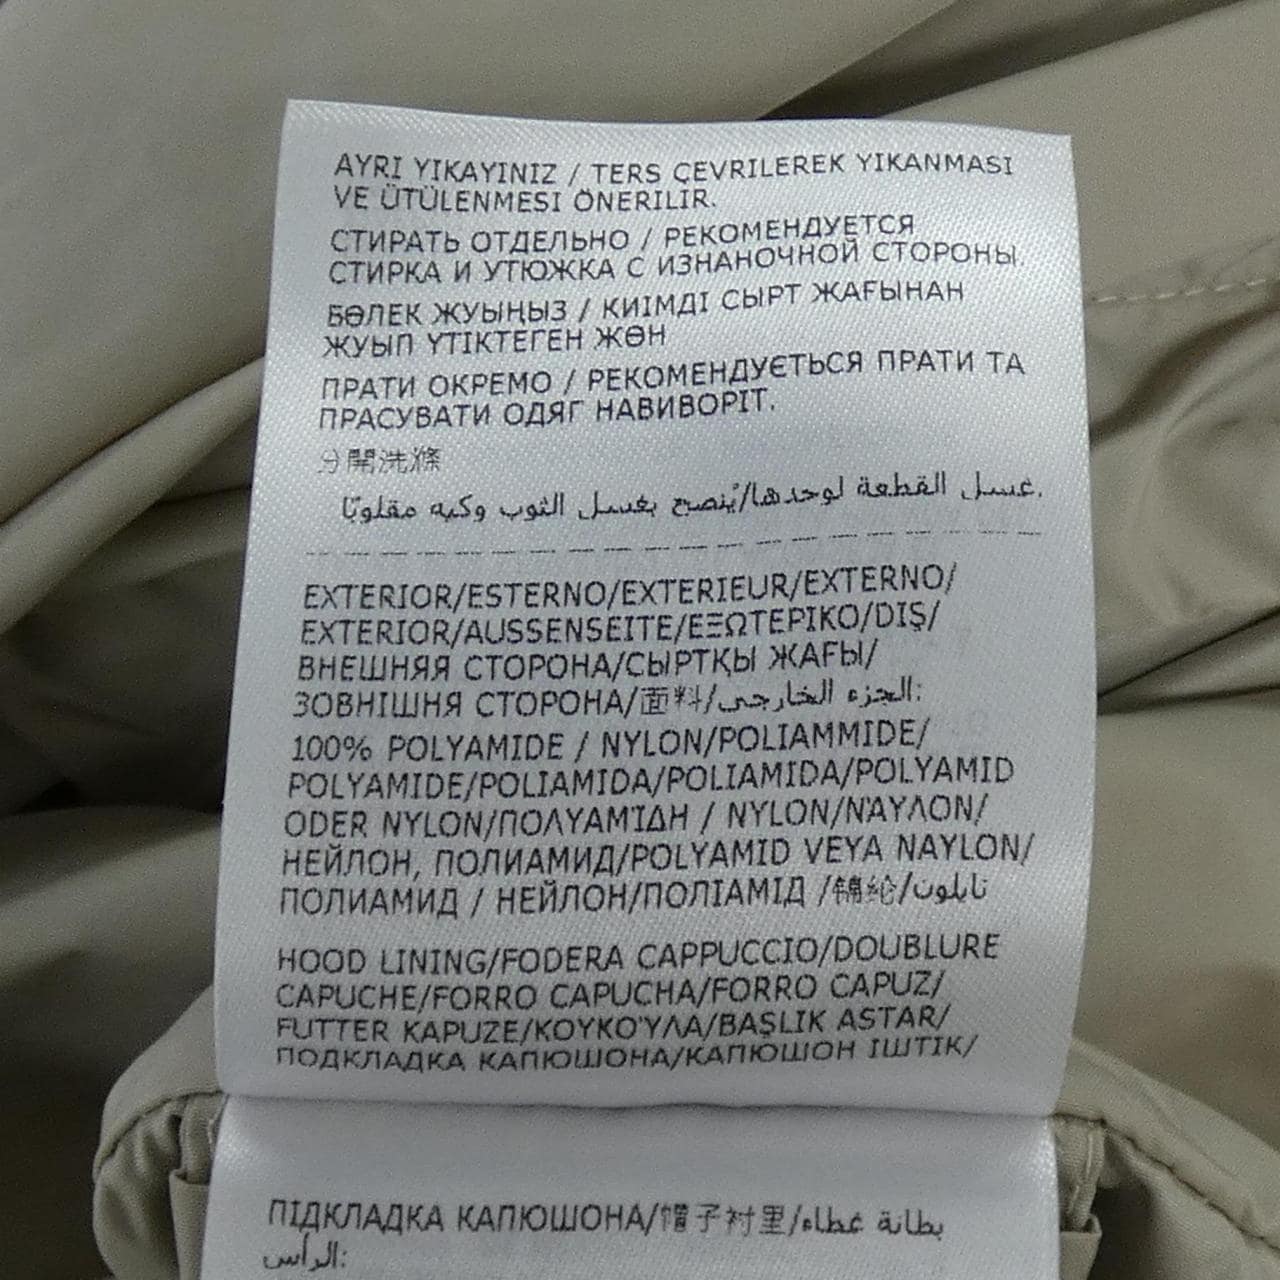 AYRI YIKAYINIZ / TERS ÇEVRILEREK YIKANMASI
VE ÜTÜLENMESI ÖNERILIR.
СТИРАТЬ ОТДЕЛЬНО / РЕКОМЕНДУЕТСЯ
СТИРКА И УТЮЖКА С ИЗНАНОЧНОЙ СТОРОНЫ.
БӨЛЕК ЖУЫҢЫЗ / КИІМДІ СЫРТ ЖАҒЫНАН
ЖУЫП ҮТІКТЕГЕН ЖӨН
ПРАТИ ОКРЕМО / РЕКОМЕНДУЄТЬСЯ ПРАТИ ТА
ПРАСУВАТИ ОДЯГ НАВИВОРІТ.
分開洗滌
غسل القطعة لوحدها/يُنصح بغسل الثوب وكيه مقلوبًا.
EXTERIOR/ESTERNO/EXTERIEUR/EXTERNO/
EXTERIOR/AUSSENSEITE/ΕΞΩΤΕΡΙΚΟ/DIŞ/
ВНЕШНЯЯ СТОРОНА/СЫРТҚЫ ЖАҒЫ/
ЗОВНІШНЯ СТОРОНА/面料/الجزء الخارجي:
100% POLYAMIDE / NYLON/POLIAMMIDE/
POLYAMIDE/POLIAMIDA/POLIAMIDA/POLYAMID
ODER NYLON/ΠΟΛΥΑΜΊΔΗ / NYLON/ΝΆΥΛΟΝ/
НЕЙЛОН, ПОЛИАМИД/POLYAMID VEYA NAYLON/
ПОЛИАМИД / НЕЙЛОН/ПОЛІАМІД /锦纶/نايلون
HOOD LINING/FODERA CAPPUCCIO/DOUBLURE
CAPUCHE/FORRO CAPUCHA/FORRO CAPUZ/
FUTTER KAPUZE/ΚΟΥΚΟΎΛΑ/BAŞLIK ASTAR/
ПОДКЛАДКА КАПЮШОНА/КАПЮШОН ІШТІК/
ПІДКЛАДКА КАПЮШОНА/帽子衬里/بطانة غطاء
الرأس: